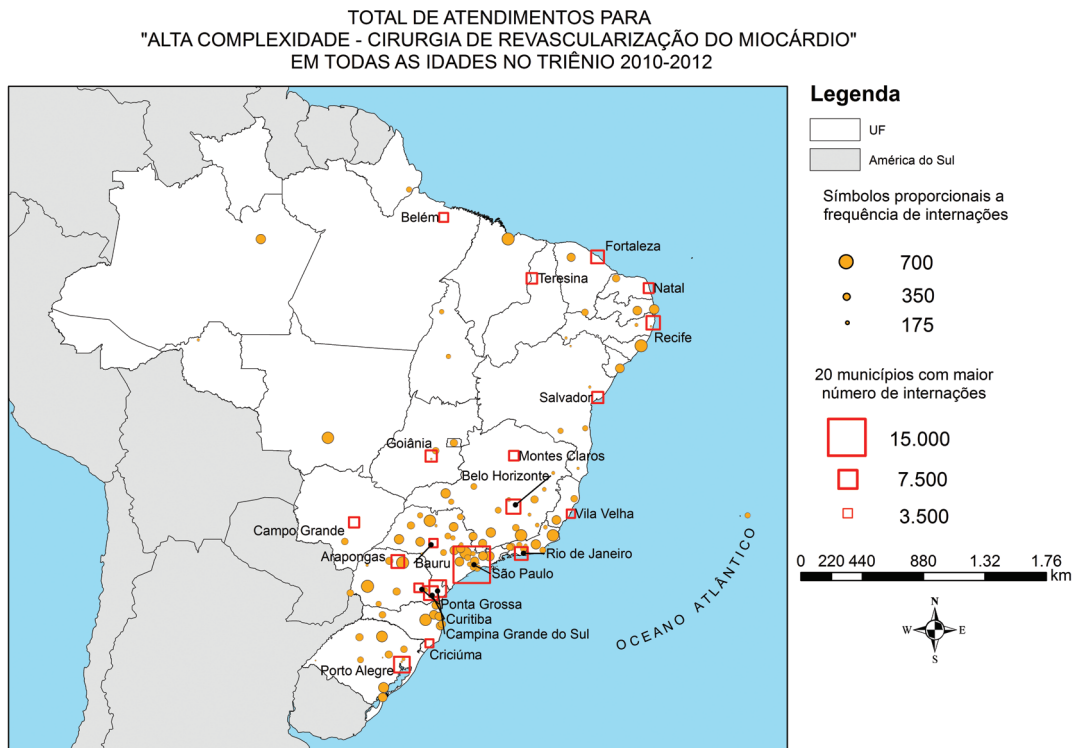 TOTAL DE ATENDIMENTOS PARA
"ALTA COMPLEXIDADE - CIRURGIA DE REVASCULARIZAÇÃO DO MIOCÁRDIO"
EM TODAS AS IDADES NO TRIÊNIO 2010-2012
Belém
Fortaleza
Teresina
Natal
Recife
Salvador
Goiânia
Montes Claros
Belo Horizonte
Vila Velha
Campo Grande
Arapongas
Bauru
Rio de Janeiro
São Paulo
Ponta Grossa
Curitiba
Campina Grande do Sul
Criciúma
Porto Alegre
OCEANO ATLÂNTICO
Legenda
UF
América do Sul
Símbolos proporcionais a
frequência de internações
700
350
175
20 municípios com maior
número de internações
15.000
7.500
3.500
0 220 440 880 1.32 1.76
km
N
W E
S